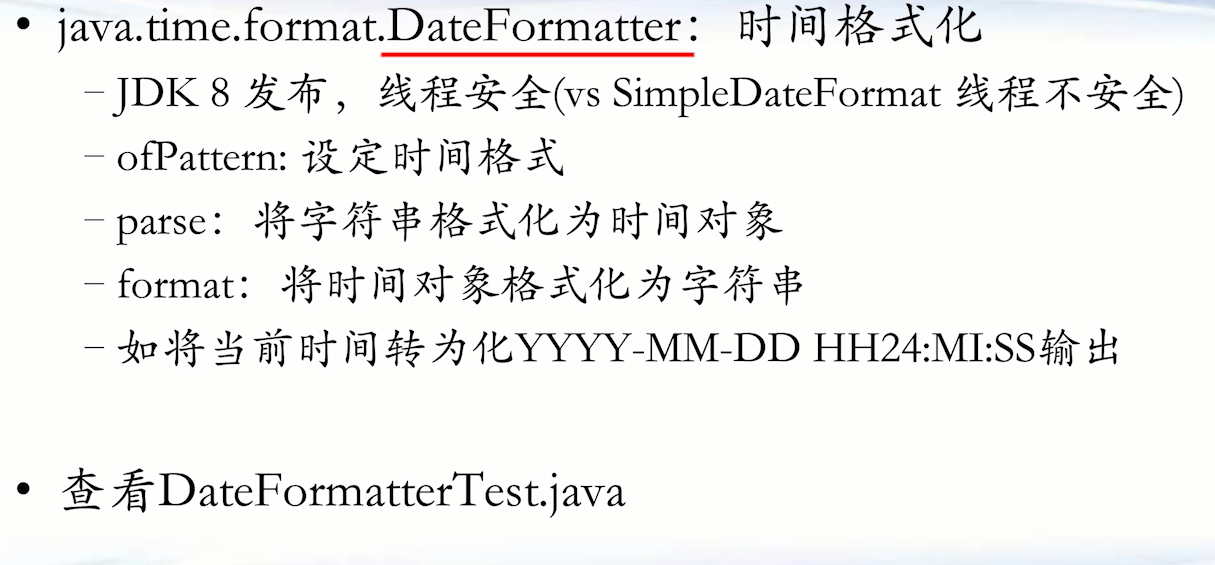 • java.time.format.DateFormatter：时间格式化
– JDK 8 发布，线程安全(vs SimpleDateFormat 线程不安全)
– ofPattern: 设定时间格式
– parse：将字符串格式化为时间对象
– format：将时间对象格式化为字符串
– 如将当前时间转为化YYYY-MM-DD HH24:MI:SS输出
• 查看DateFormatterTest.java